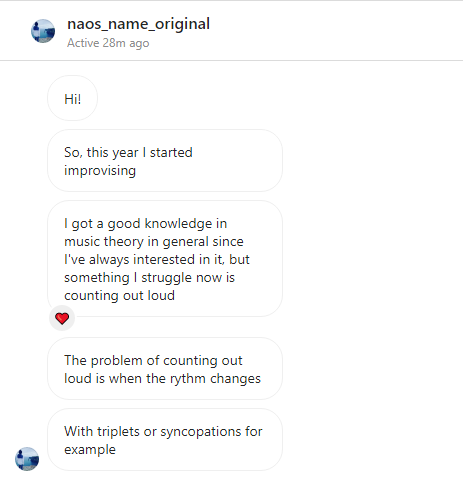 naos_name_original
Active 28m ago
Hi!
So, this year I started
improvising
I got a good knowledge in
music theory in general since
I've always interested in it, but
something I struggle now is
counting out loud
The problem of counting out
loud is when the rythm changes
With triplets or syncopations for
example